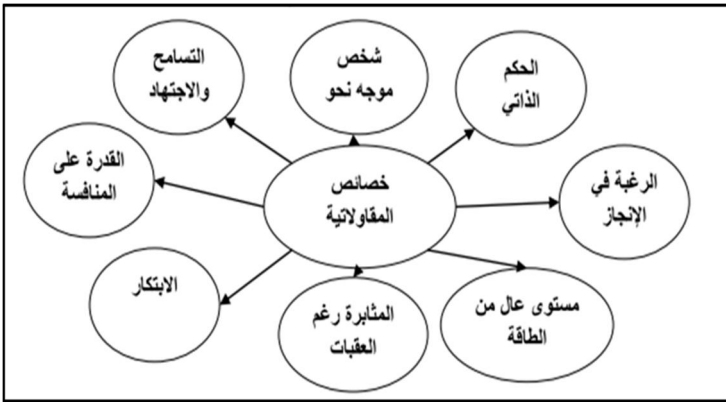 الحكم
الذاتي
شخص
موجه نحو
التسامح
والاجتهاد
الرغبة في
الإنجاز
خصائص
المقاولاتية
القدرة على
المنافسة
مستوى عال من
الطاقة
المثابرة رغم
العقبات
الابتكار